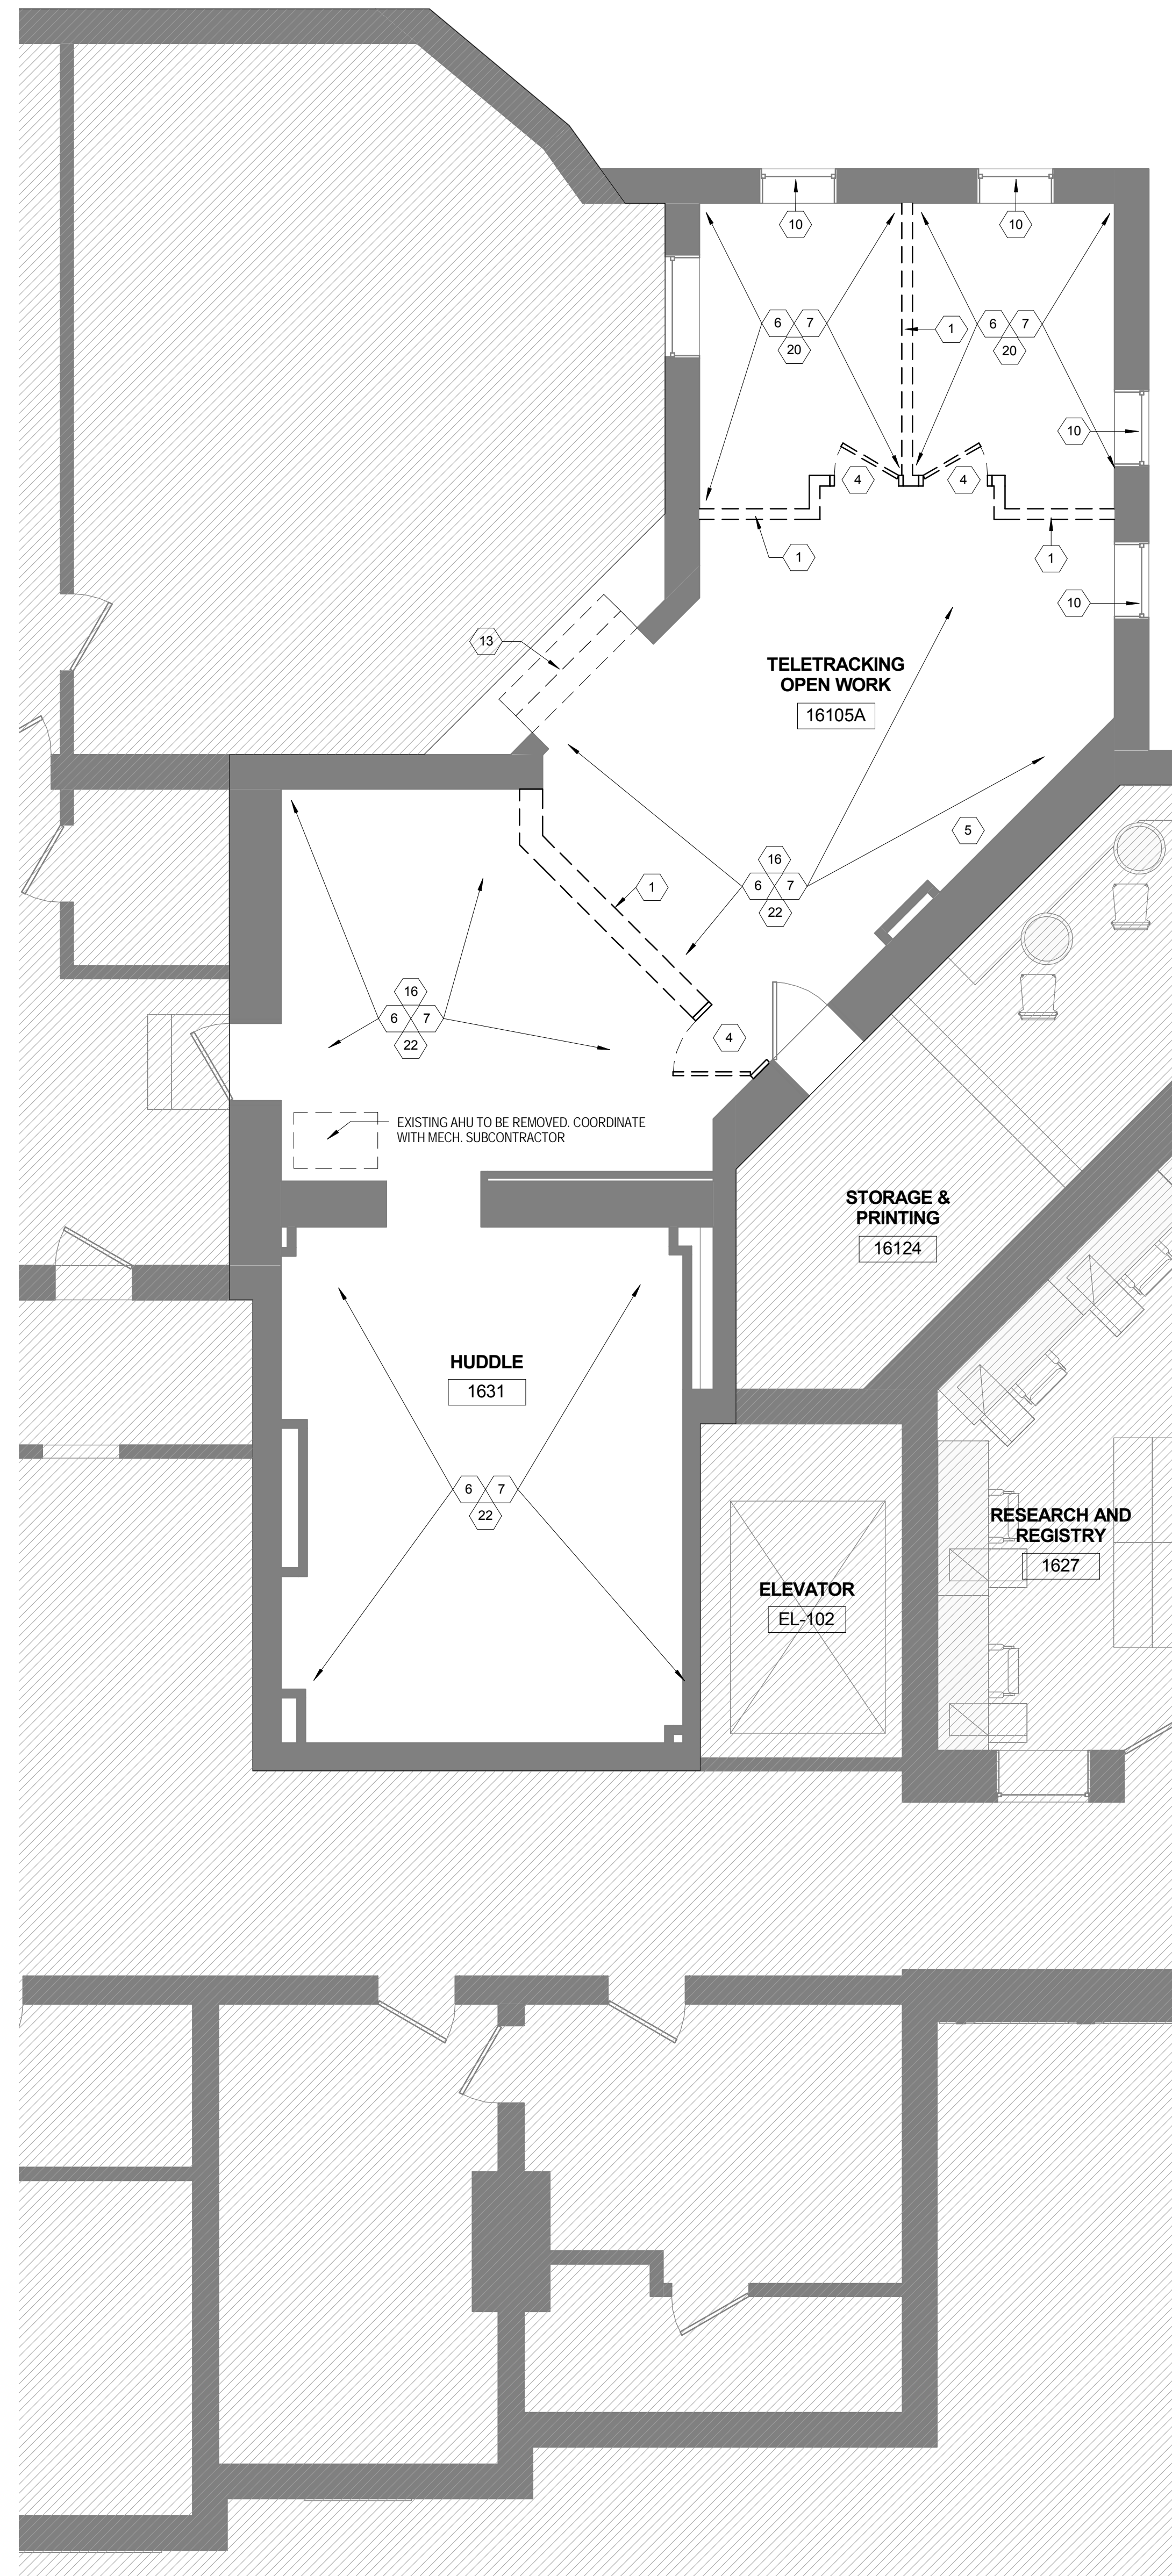 10
10
6 7
20
1
6 7
20
10
4
4
1
1
10
13
TELETRACKING
OPEN WORK
16105A
5
16
6 7
22
1
16
6 7
22
4
EXISTING AHU TO BE REMOVED. COORDINATE
WITH MECH. SUBCONTRACTOR
STORAGE &
PRINTING
16124
HUDDLE
1631
6 7
22
RESEARCH AND
REGISTRY
1627
ELEVATOR
EL-102